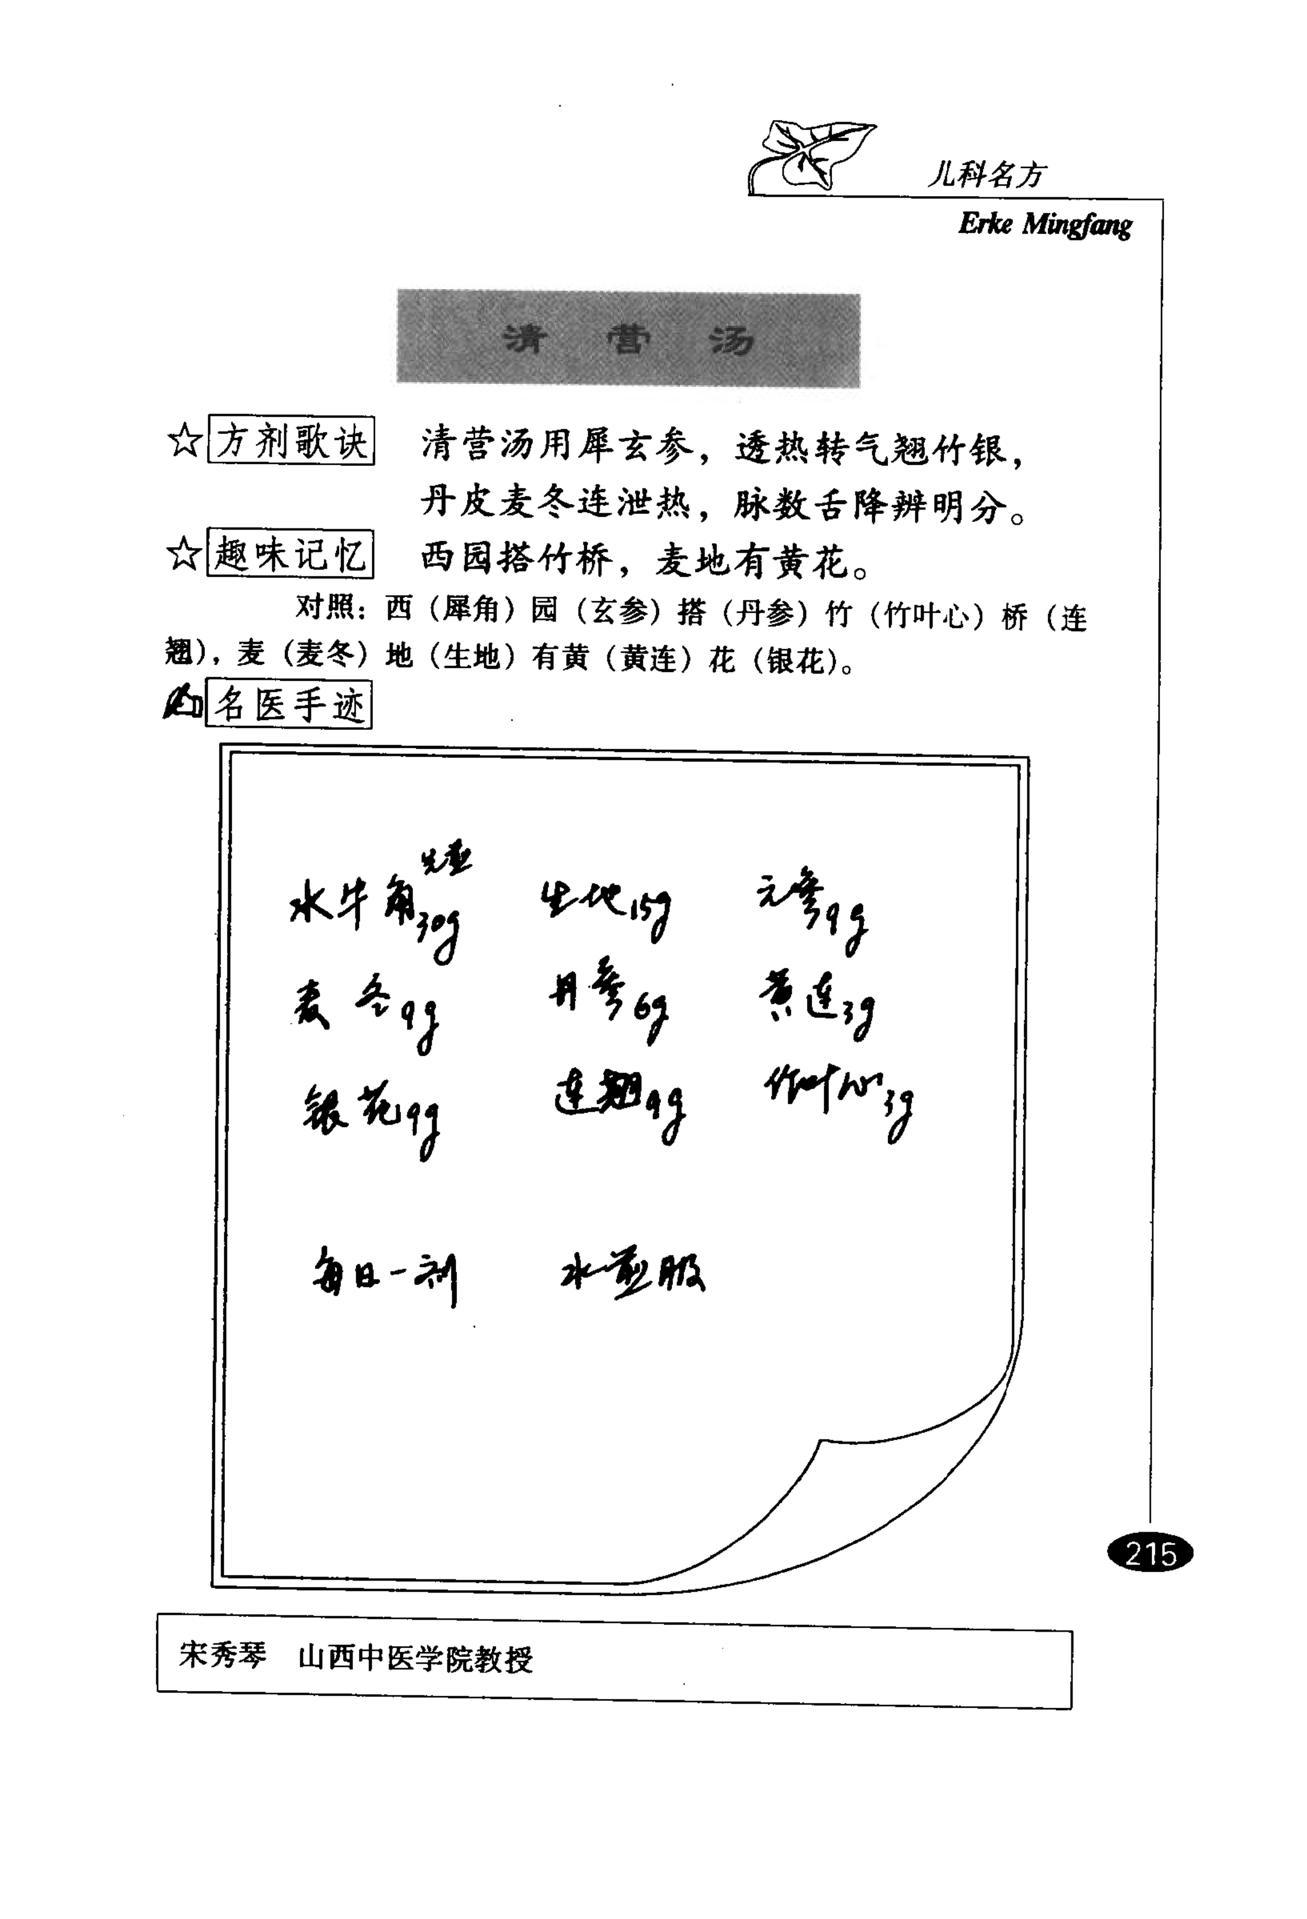 儿科名方
Erke Mingfang
清营汤
☆方剂歌诀 清营汤用犀玄参，透热转气翘竹银，
丹皮麦冬连泄热，脉数舌降辨明分。
☆趣味记忆 西园搭竹桥，麦地有黄花。
对照：西（犀角）园（玄参）搭（丹参）竹（竹叶心）桥（连
翘），麦（麦冬）地（生地）有黄（黄连）花（银花）。
名医手迹
先煎
水牛角30g 生地15g 元参9g
麦冬9g 丹参6g 黄连3g
银花9g 连翘9g 竹叶心3g
每日一剂 水煎服
215
宋秀琴 山西中医学院教授